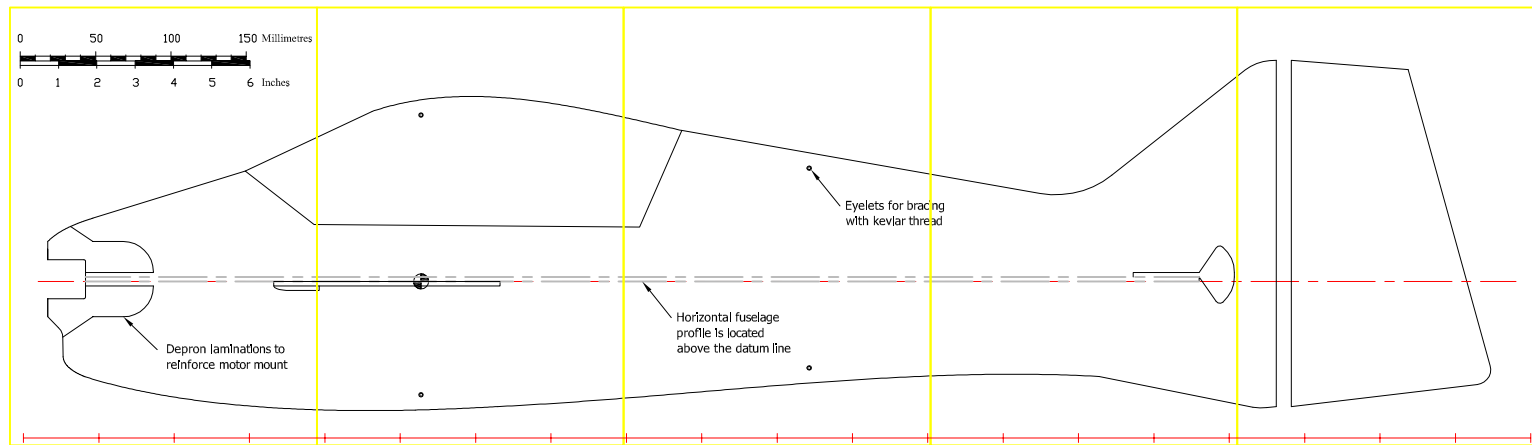 0 50 100 150 Millimetres
0 1 2 3 4 5 6 Inches
Eyelets for bracing
with kevlar thread
Horizontal fuselage
profile is located
above the datum line
Depron laminations to
reinforce motor mount